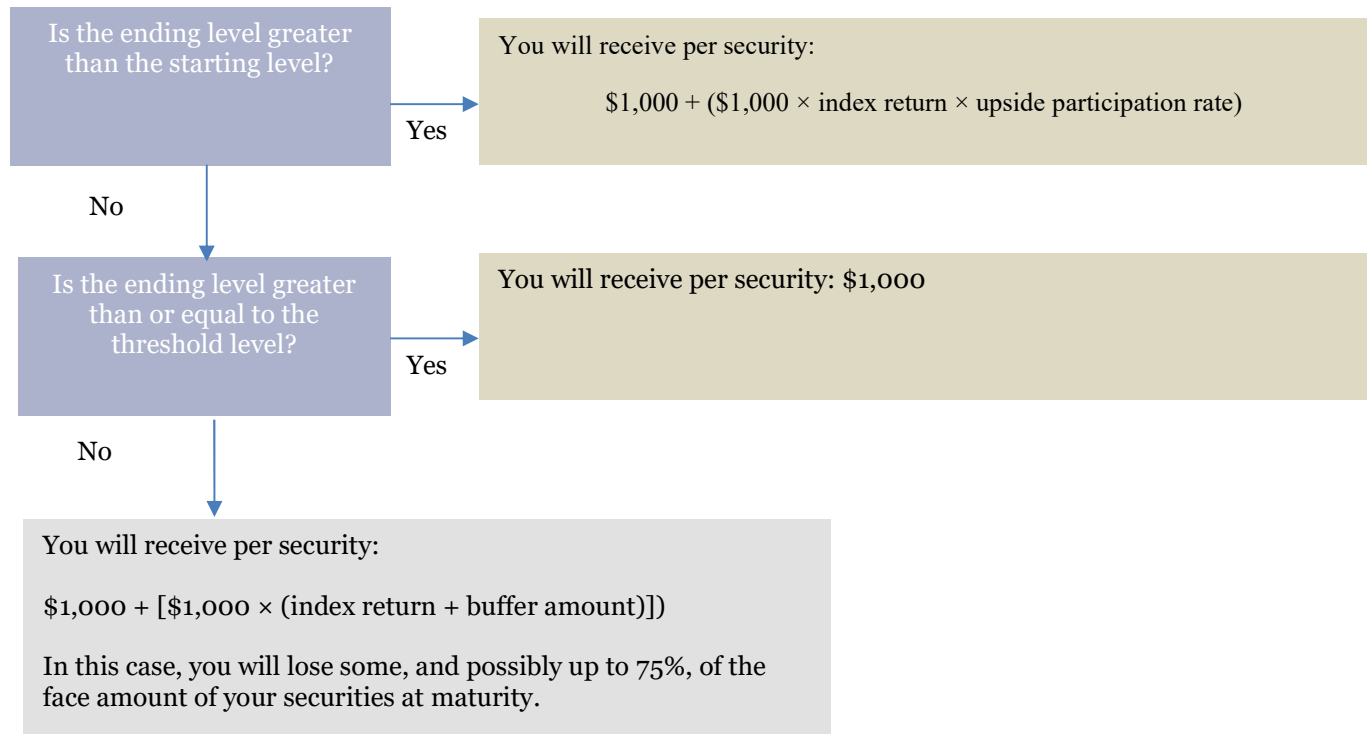 Is the ending level greater
than the starting level?
You will receive per security:
$1,000 + ($1,000 × index return × upside participation rate)
Yes
No
Is the ending level greater
than or equal to the
threshold level?
You will receive per security: $1,000
Yes
No
You will receive per security:
$1,000 + [$1,000 × (index return + buffer amount)])
In this case, you will lose some, and possibly up to 75%, of the
face amount of your securities at maturity.